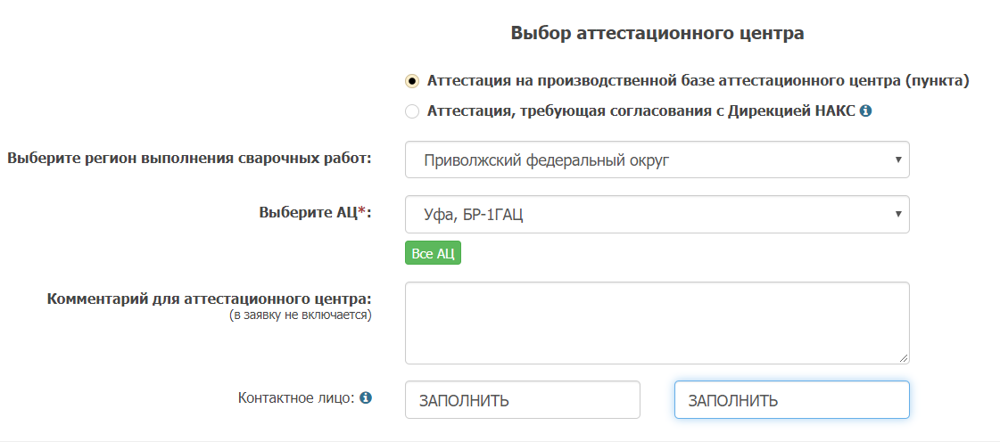 Выбор аттестационного центра
Аттестация на производственной базе аттестационного центра (пункта)
Аттестация, требующая согласования с Дирекцией НАКС
Выберите регион выполнения сварочных работ:
Приволжский федеральный округ
Выберите АЦ*:
Уфа, БР-1ГАЦ
Все АЦ
Комментарий для аттестационного центра:
(в заявку не включается)
Контактное лицо:
ЗАПОЛНИТЬ
ЗАПОЛНИТЬ